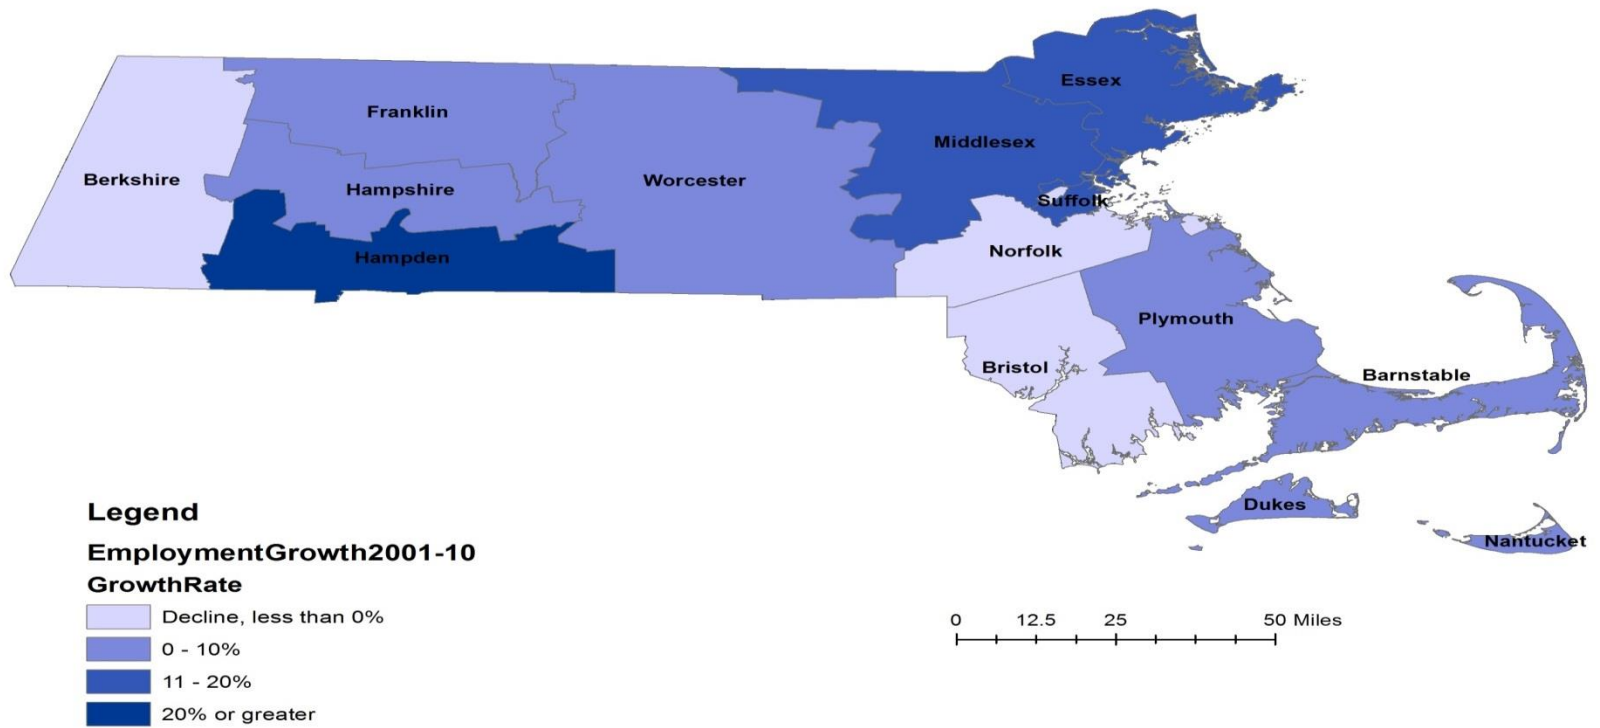 Essex
Franklin
Middlesex
Berkshire
Hampshire
Worcester
Suffolk
Norfolk
Hampden
Plymouth
Bristol
Barnstable
Dukes
Nantucket
Legend
EmploymentGrowth2001-10
GrowthRate
Decline, less than 0%
0 - 10%
11 - 20%
20% or greater
0 12.5 25 50 Miles